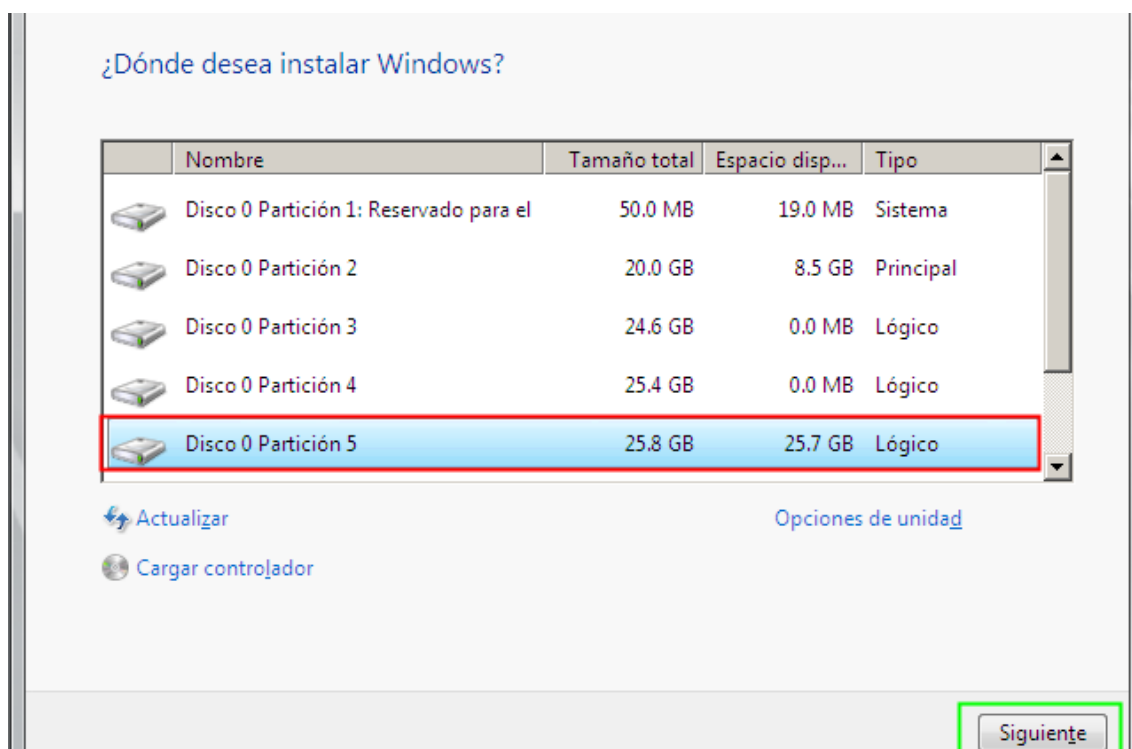 ¿Dónde desea instalar Windows?
Nombre Tamaño total Espacio disp... Tipo
Disco 0 Partición 1: Reservado para el 50.0 MB 19.0 MB Sistema
Disco 0 Partición 2 20.0 GB 8.5 GB Principal
Disco 0 Partición 3 24.6 GB 0.0 MB Lógico
Disco 0 Partición 4 25.4 GB 0.0 MB Lógico
Disco 0 Partición 5 25.8 GB 25.7 GB Lógico
Actualizar Opciones de unidad
Cargar controlador
Siguiente